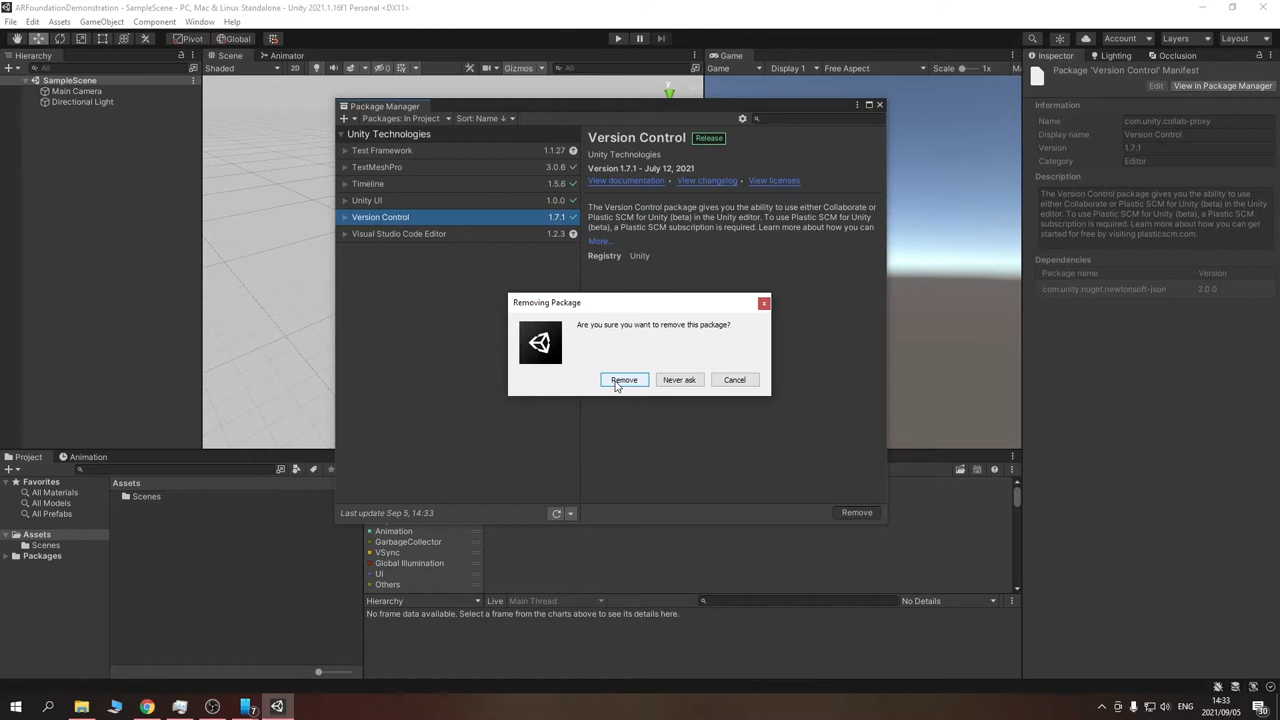 ARFoundationDemonstration - SampleScene - PC, Mac & Linux Standalone - Unity 2021.1.16f1 Personal <DX11>
File Edit Assets GameObject Component Window Help
Pivot Global Account Layers Layout
Hierarchy Scene Animator Game Inspector Lighting Occlusion
All Shaded 2D 0 Gizmos All Game Display 1 Free Aspect Scale 1x Package 'Version Control' Manifest
SampleScene
Edit View in Package Manager
Main Camera
Directional Light
y
Package Manager
Packages: In Project Sort: Name ↓
Unity Technologies
Test Framework 1.1.27
TextMeshPro 3.0.6
Timeline 1.5.6
Unity UI 1.0.0
Version Control 1.7.1
Visual Studio Code Editor 1.2.3
Version Control Release
Unity Technologies
Version 1.7.1 - July 12, 2021
View documentation • View changelog • View licenses
The Version Control package gives you the ability to use either Collaborate or
Plastic SCM for Unity (beta) in the Unity editor. To use Plastic SCM for Unity
(beta), a Plastic SCM subscription is required. Learn more about how you can
More...
Registry Unity
Information
Name com.unity.collab-proxy
Display name Version Control
Version 1.7.1
Category Editor
Description
The Version Control package gives you the ability to use
either Collaborate or Plastic SCM for Unity (beta) in the Unity
editor. To use Plastic SCM for Unity (beta), a Plastic SCM
subscription is required. Learn more about how you can get
started for free by visiting plasticscm.com.
Dependencies
Package name Version
com.unity.nuget.newtonsoft-json 2.0.0
Removing Package
Are you sure you want to remove this package?
Remove Never ask Cancel
Last update Sep 5, 14:33
Remove
Project Animation
Favorites
All Materials
All Models
All Prefabs
Assets
Scenes
Packages
Assets
Scenes
Animation
GarbageCollector
VSync
Global Illumination
UI
Others
Hierarchy Live Main Thread No Details
No frame data available. Select a frame from the charts above to see its details here.
7
ENG
14:33
2021/09/05
30